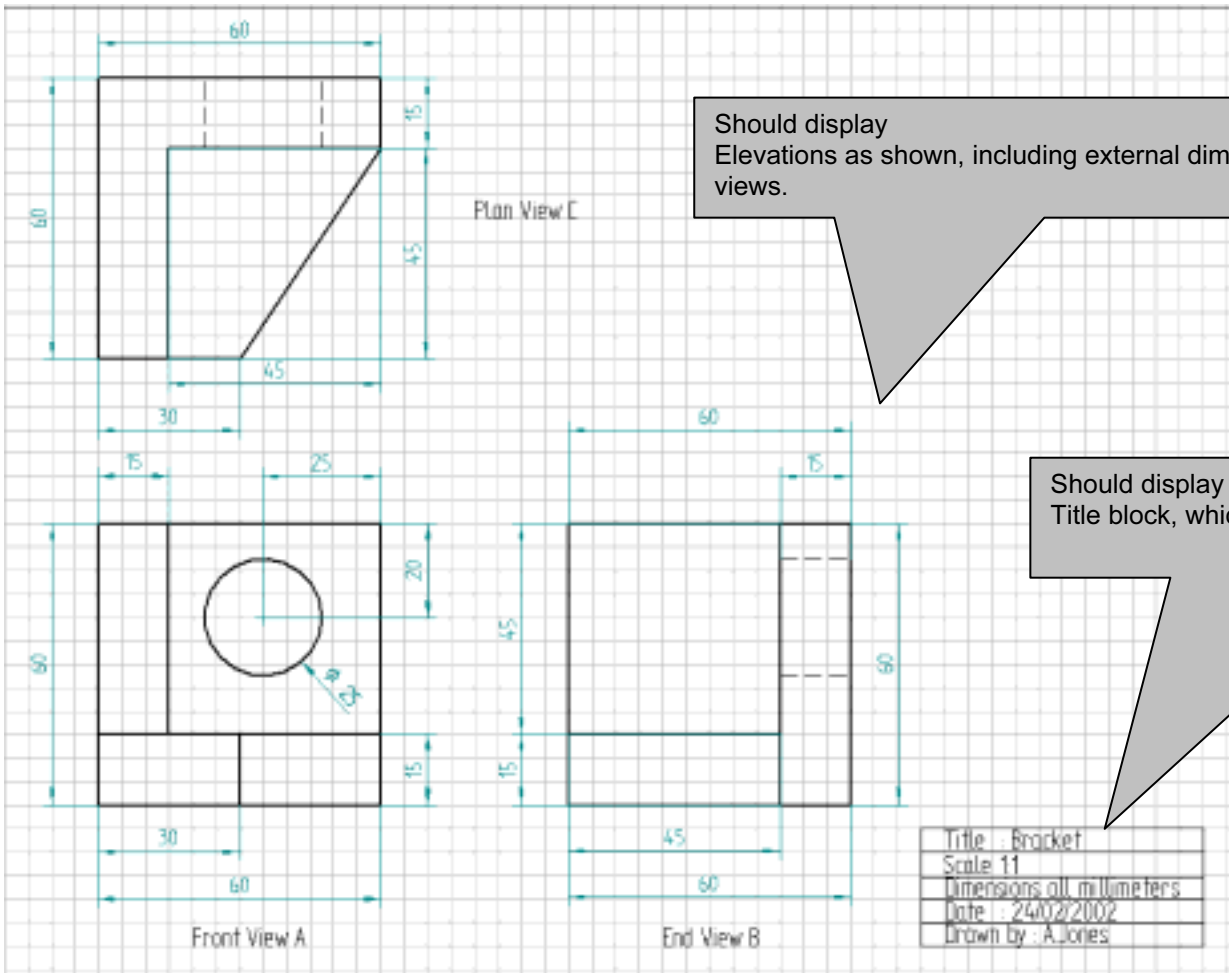 60
15
60
Plan View C
45
45
30
Should display
Elevations as shown, including external dim
views.
60
15
25
15
Should display
Title block, whic
20
45
60
60
ø 25
15
15
30
45
60
60
Front View A
End View B
Title : Bracket
Scale 11
Dimensions all millimeters
Date : 24/02/2002
Drawn by : A.Jones